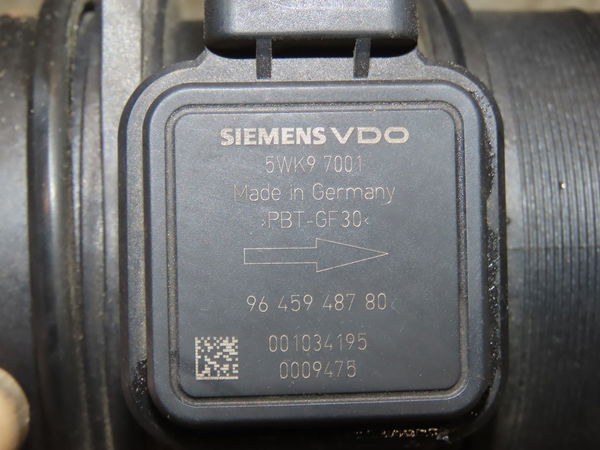 SIEMENS VDO
5WK9 7001
Made in Germany
>PBT-GF30<
96 459 487 80
001034195
0009475